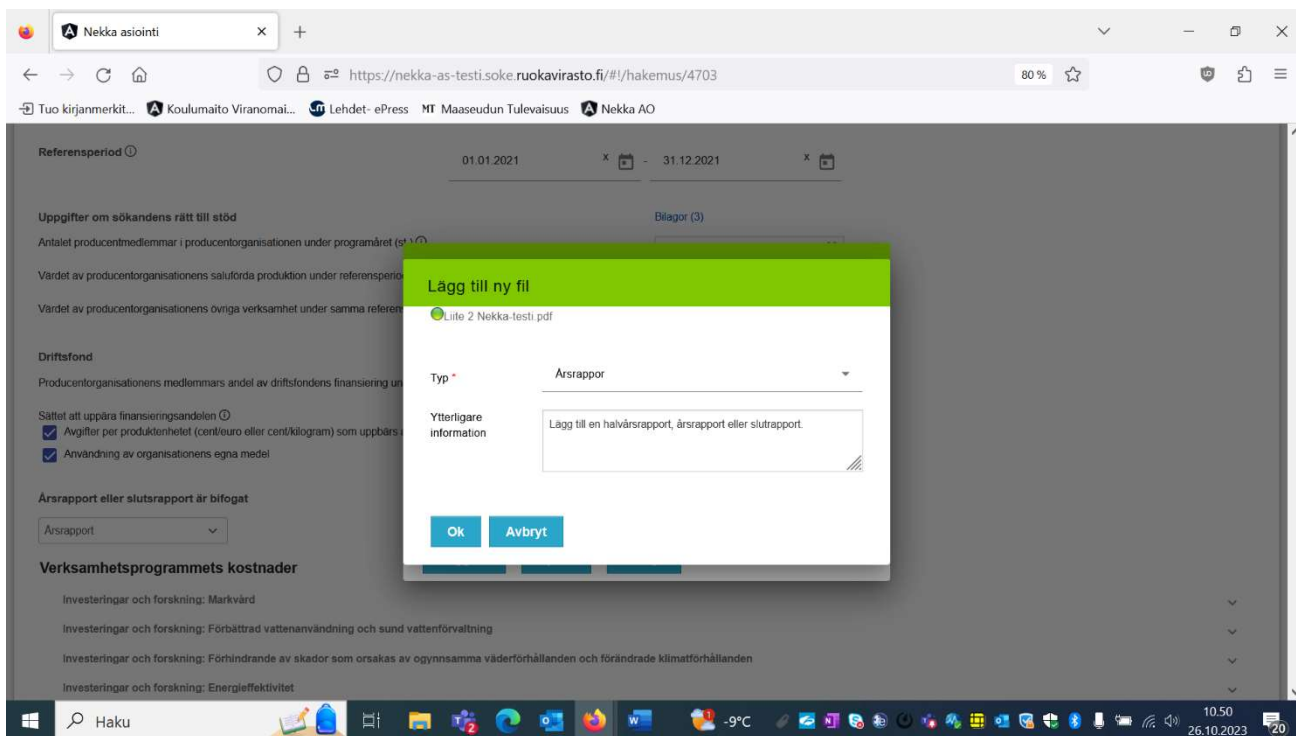 Nekka asiointi
https://nekka-as-testi.soke.ruokavirasto.fi/#!/hakemus/4703
80 %
Tuo kirjanmerkit...
Koulumaito Viranomai...
Lehdet- ePress
MT Maaseudun Tulevaisuus
Nekka AO
Referensperiod
01.01.2021 x - 31.12.2021 x
Uppgifter om sökandens rätt till stöd
Bilagor (3)
Antalet producentmedlemmar i producentorganisationen under programåret (st.)
Värdet av producentorganisationens saluförda produktion under referensperio
Värdet av producentorganisationens övriga verksamhet under samma referen
Lägg till ny fil
Liite 2 Nekka-testi.pdf
Typ *
Årsrappor
Ytterligare information
Lägg till en halvårsrapport, årsrapport eller slutrapport.
Ok
Avbryt
Driftsfond
Producentorganisationens medlemmars andel av driftsfondens finansiering un
Sättet att uppära finansieringsandelen
Avgifter per produktenhetet (cent/euro eller cent/kilogram) som uppbärs
Användning av organisationens egna medel
Årsrapport eller slutsrapport är bifogat
Årsrapport
Verksamhetsprogrammets kostnader
Investeringar och forskning: Markvård
Investeringar och forskning: Förbättrad vattenanvändning och sund vattenförvaltning
Investeringar och forskning: Förhindrande av skador som orsakas av ogynnsamma väderförhållanden och förändrade klimatförhållanden
Investeringar och forskning: Energieffektivitet
Haku
-9°C
10.50
26.10.2023
20